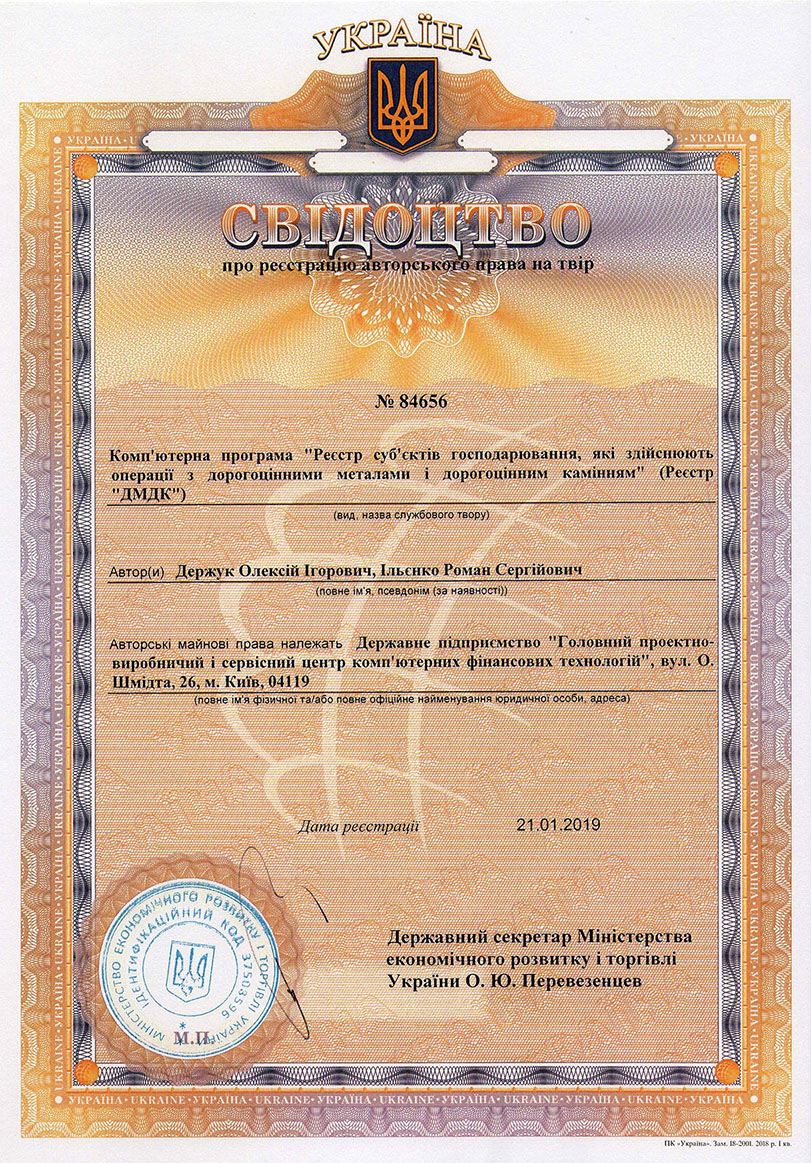 УКРАЇНА
СВІДОЦТВО
про реєстрацію авторського права на твір
№ 84656
Комп'ютерна програма "Реєстр суб'єктів господарювання, які здійснюють
операції з дорогоцінними металами і дорогоцінним камінням" (Реєстр
"ДМДК")
(вид, назва службового твору)
Автор(и) Держук Олексій Ігорович, Ільєнко Роман Сергійович
(повне ім'я, псевдонім (за наявності))
Авторські майнові права належать Державне підприємство "Головний проектно-
виробничий і сервісний центр комп'ютерних фінансових технологій", вул. О.
Шмідта, 26, м. Київ, 04119
(повне ім'я фізичної та/або повне офіційне найменування юридичної особи, адреса)
Дата реєстрації 21.01.2019
Державний секретар Міністерства
економічного розвитку і торгівлі
України О. Ю. Перевезенцев
МІНІСТЕРСТВО ЕКОНОМІЧНОГО РОЗВИТКУ І ТОРГІВЛІ УКРАЇНИ
ІДЕНТИФІКАЦІЙНИЙ КОД 37508596
М.П.
ПК «Україна». Зам. 18-2001. 2018 р. I кв.